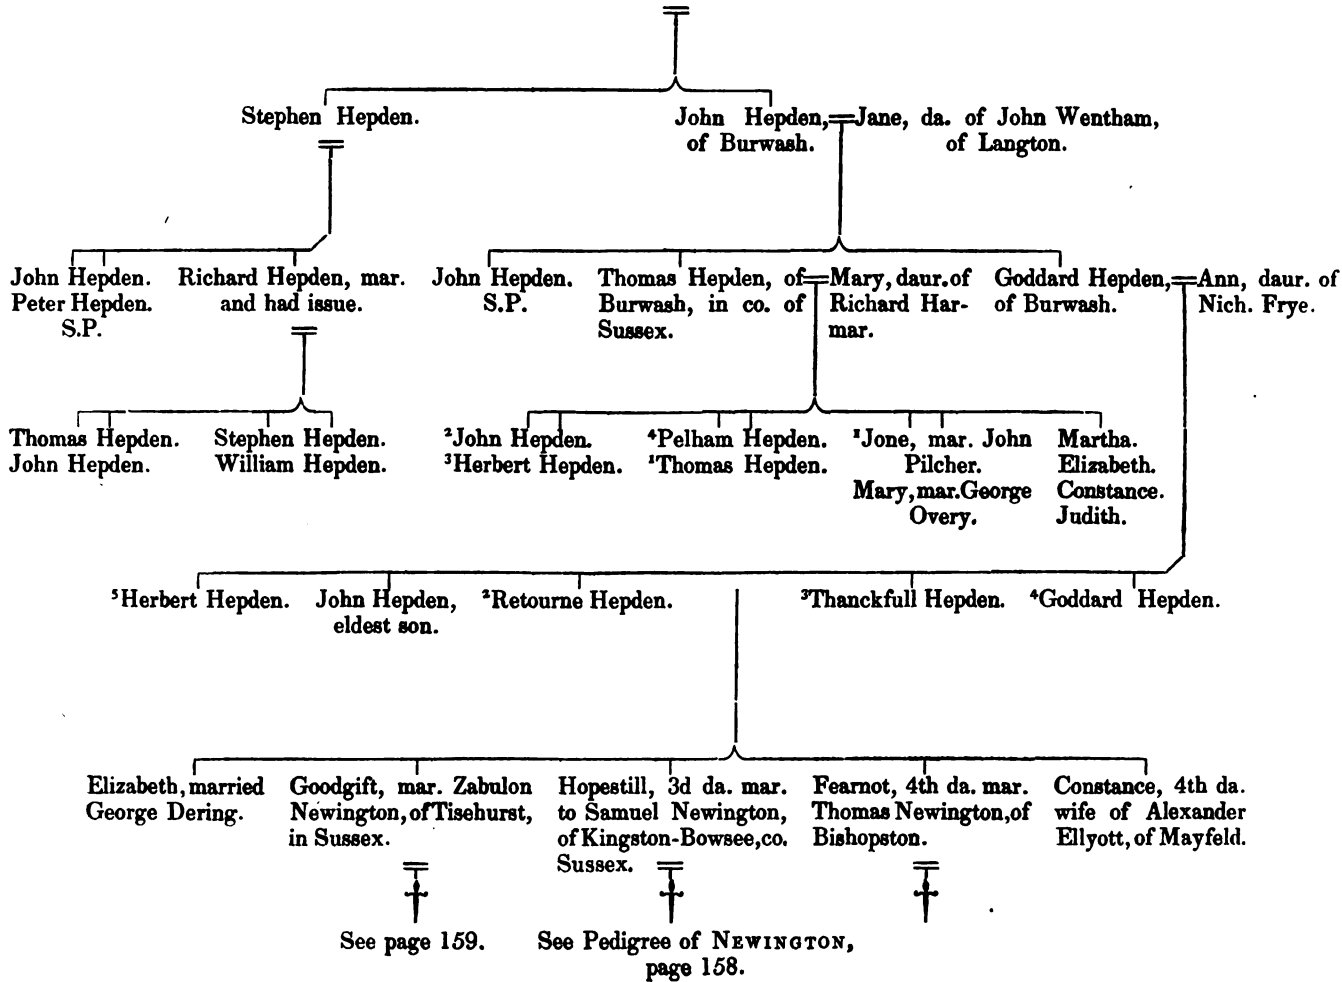 Stephen Hepden.
John Hepden,
of Burwash.
Jane, da. of John Wentham,
of Langton.
John Hepden.
Peter Hepden.
S.P.
Richard Hepden, mar.
and had issue.
John Hepden.
S.P.
Thomas Hepden, of
Burwash, in co. of
Sussex.
Mary, daur. of
Richard Har-
mar.
Goddard Hepden,
of Burwash.
Ann, daur. of
Nich. Frye.
Thomas Hepden.
John Hepden.
Stephen Hepden.
William Hepden.
²John Hepden.
³Herbert Hepden.
⁴Pelham Hepden.
¹Thomas Hepden.
¹Jone, mar. John
Pilcher.
Mary, mar. George
Overy.
Martha.
Elizabeth.
Constance.
Judith.
⁵Herbert Hepden.
John Hepden,
eldest son.
²Retourne Hepden.
³Thanckfull Hepden.
⁴Goddard Hepden.
Elizabeth, married
George Dering.
Goodgift, mar. Zabulon
Newington, of Tisehurst,
in Sussex.
Hopestill, 3d da. mar.
to Samuel Newington,
of Kingston-Bowsee, co.
Sussex.
Fearnot, 4th da. mar.
Thomas Newington, of
Bishopston.
Constance, 4th da.
wife of Alexander
Ellyott, of Mayfeld.
See page 159.
See Pedigree of NEWINGTON,
page 158.